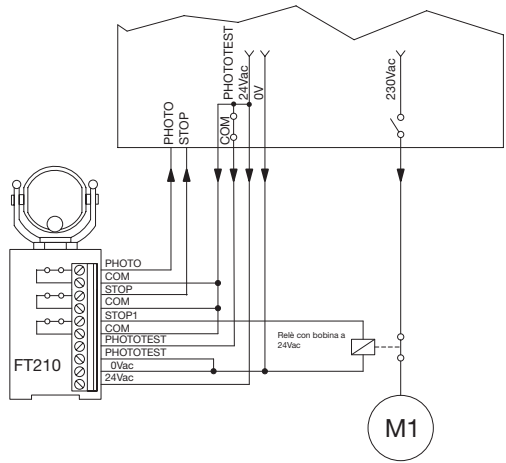 PHOTOTEST
24Vac
0V
230Vac
PHOTO
STOP
COM
PHOTO
COM
STOP
COM
STOP1
COM
PHOTOTEST
PHOTOTEST
0Vac
24Vac
FT210
Relè con bobina a
24Vac
M1